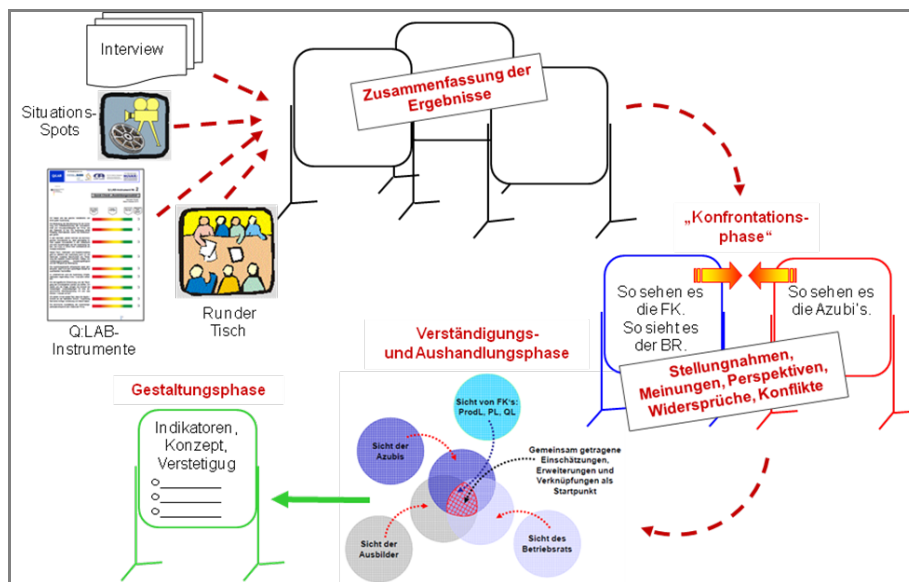 Interview
Situations-
Spots
Q:LAB-
Instrumente
Runder
Tisch
Zusammenfassung der
Ergebnisse
„Konfrontations-
phase“
So sehen es
die FK.
So sieht es
der BR.
So sehen es
die Azubi's.
Stellungnahmen,
Meinungen, Perspektiven,
Widersprüche, Konflikte
Verständigungs-
und Aushandlungsphase
Sicht von FK's:
ProdL, PL, QL
Sicht der
Azubis
Gemeinsam getragene
Einschätzungen,
Erweiterungen und
Verknüpfungen als
Startpunkt
Sicht der
Ausbilder
Sicht des
Betriebsrats
Gestaltungsphase
Indikatoren,
Konzept,
Verstetigug